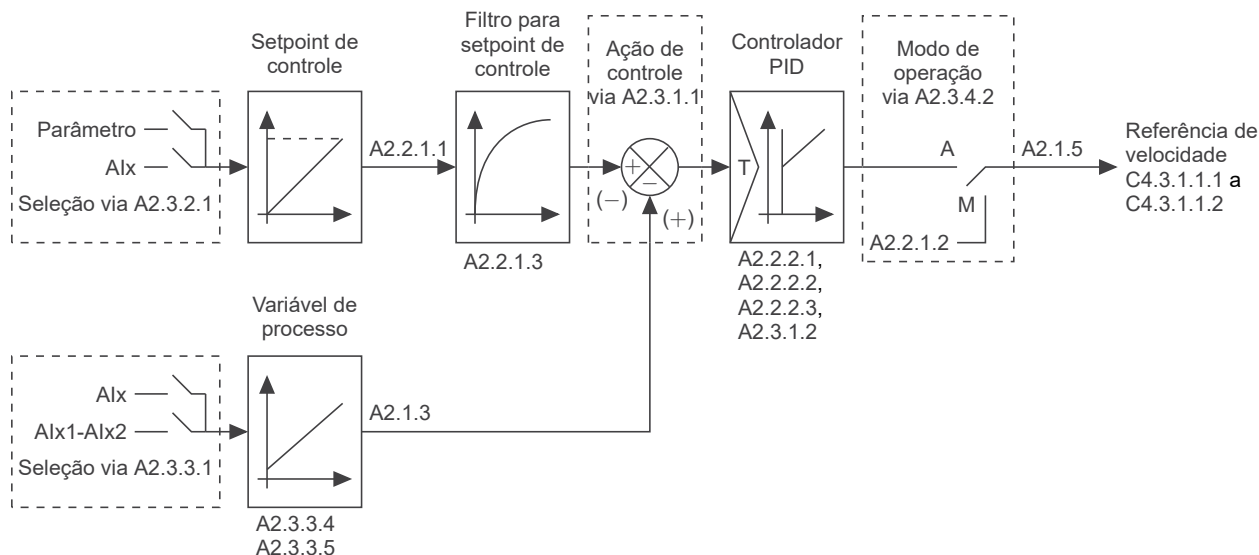 Setpoint de
controle
Filtro para
setpoint de
controle
Ação de
controle
via A2.3.1.1
Controlador
PID
Modo de
operação
via A2.3.4.2
Parâmetro
AIx
Seleção via A2.3.2.1
A2.2.1.1
A2.2.1.3
+
−
(−)
(+)
T
A2.2.2.1,
A2.2.2.2,
A2.2.2.3,
A2.3.1.2
A
M
A2.2.1.2
A2.1.5
Referência de
velocidade
C4.3.1.1.1 a
C4.3.1.1.2
Variável de
processo
AIx
AIx1-AIx2
Seleção via A2.3.3.1
A2.1.3
A2.3.3.4
A2.3.3.5